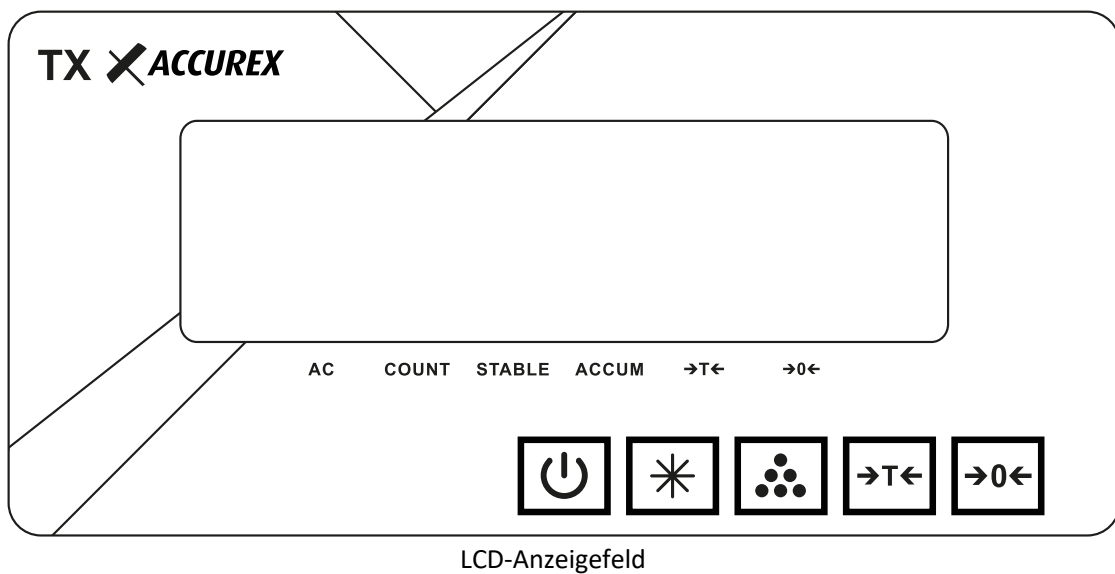 TX ACCUREX
AC COUNT STABLE ACCUM →T← →0←
→T← →0←
LCD-Anzeigefeld